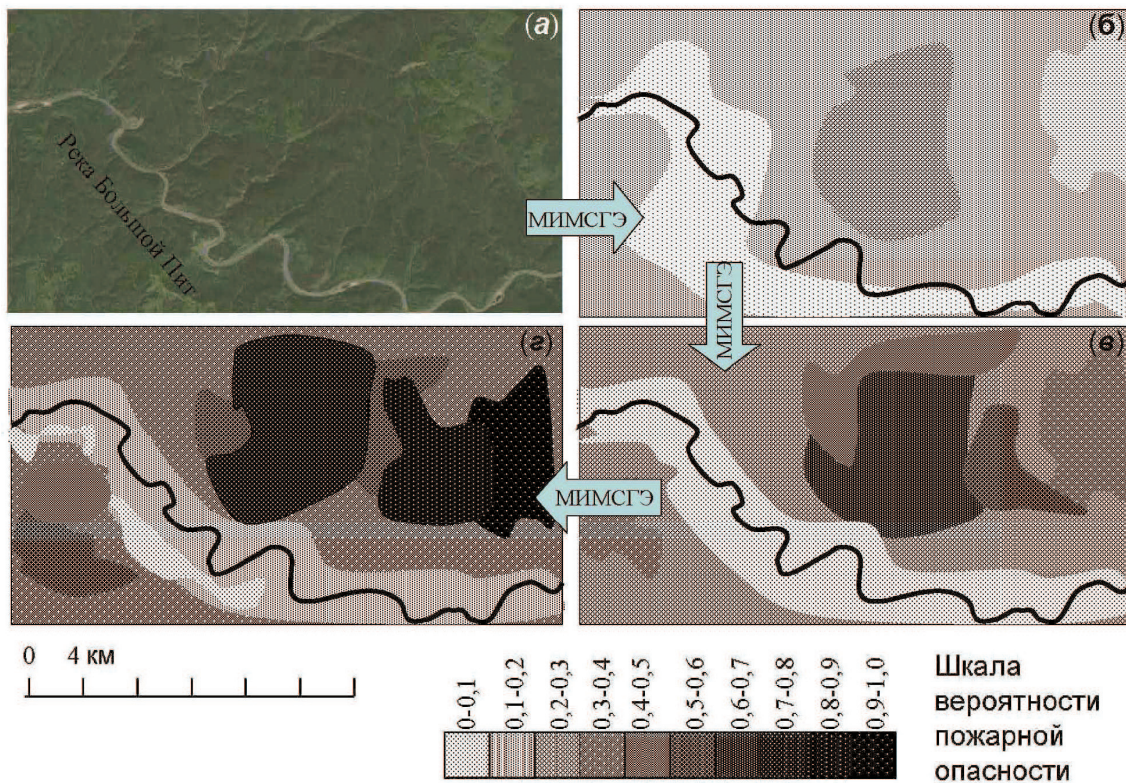 (а)
(б)
Река Большой Пит
МИМСГЭ
МИМСГЭ
(г)
(в)
МИМСГЭ
0 4 км
0-0,1
0,1-0,2
0,2-0,3
0,3-0,4
0,4-0,5
0,5-0,6
0,6-0,7
0,7-0,8
0,8-0,9
0,9-1,0
Шкала
вероятности
пожарной
опасности